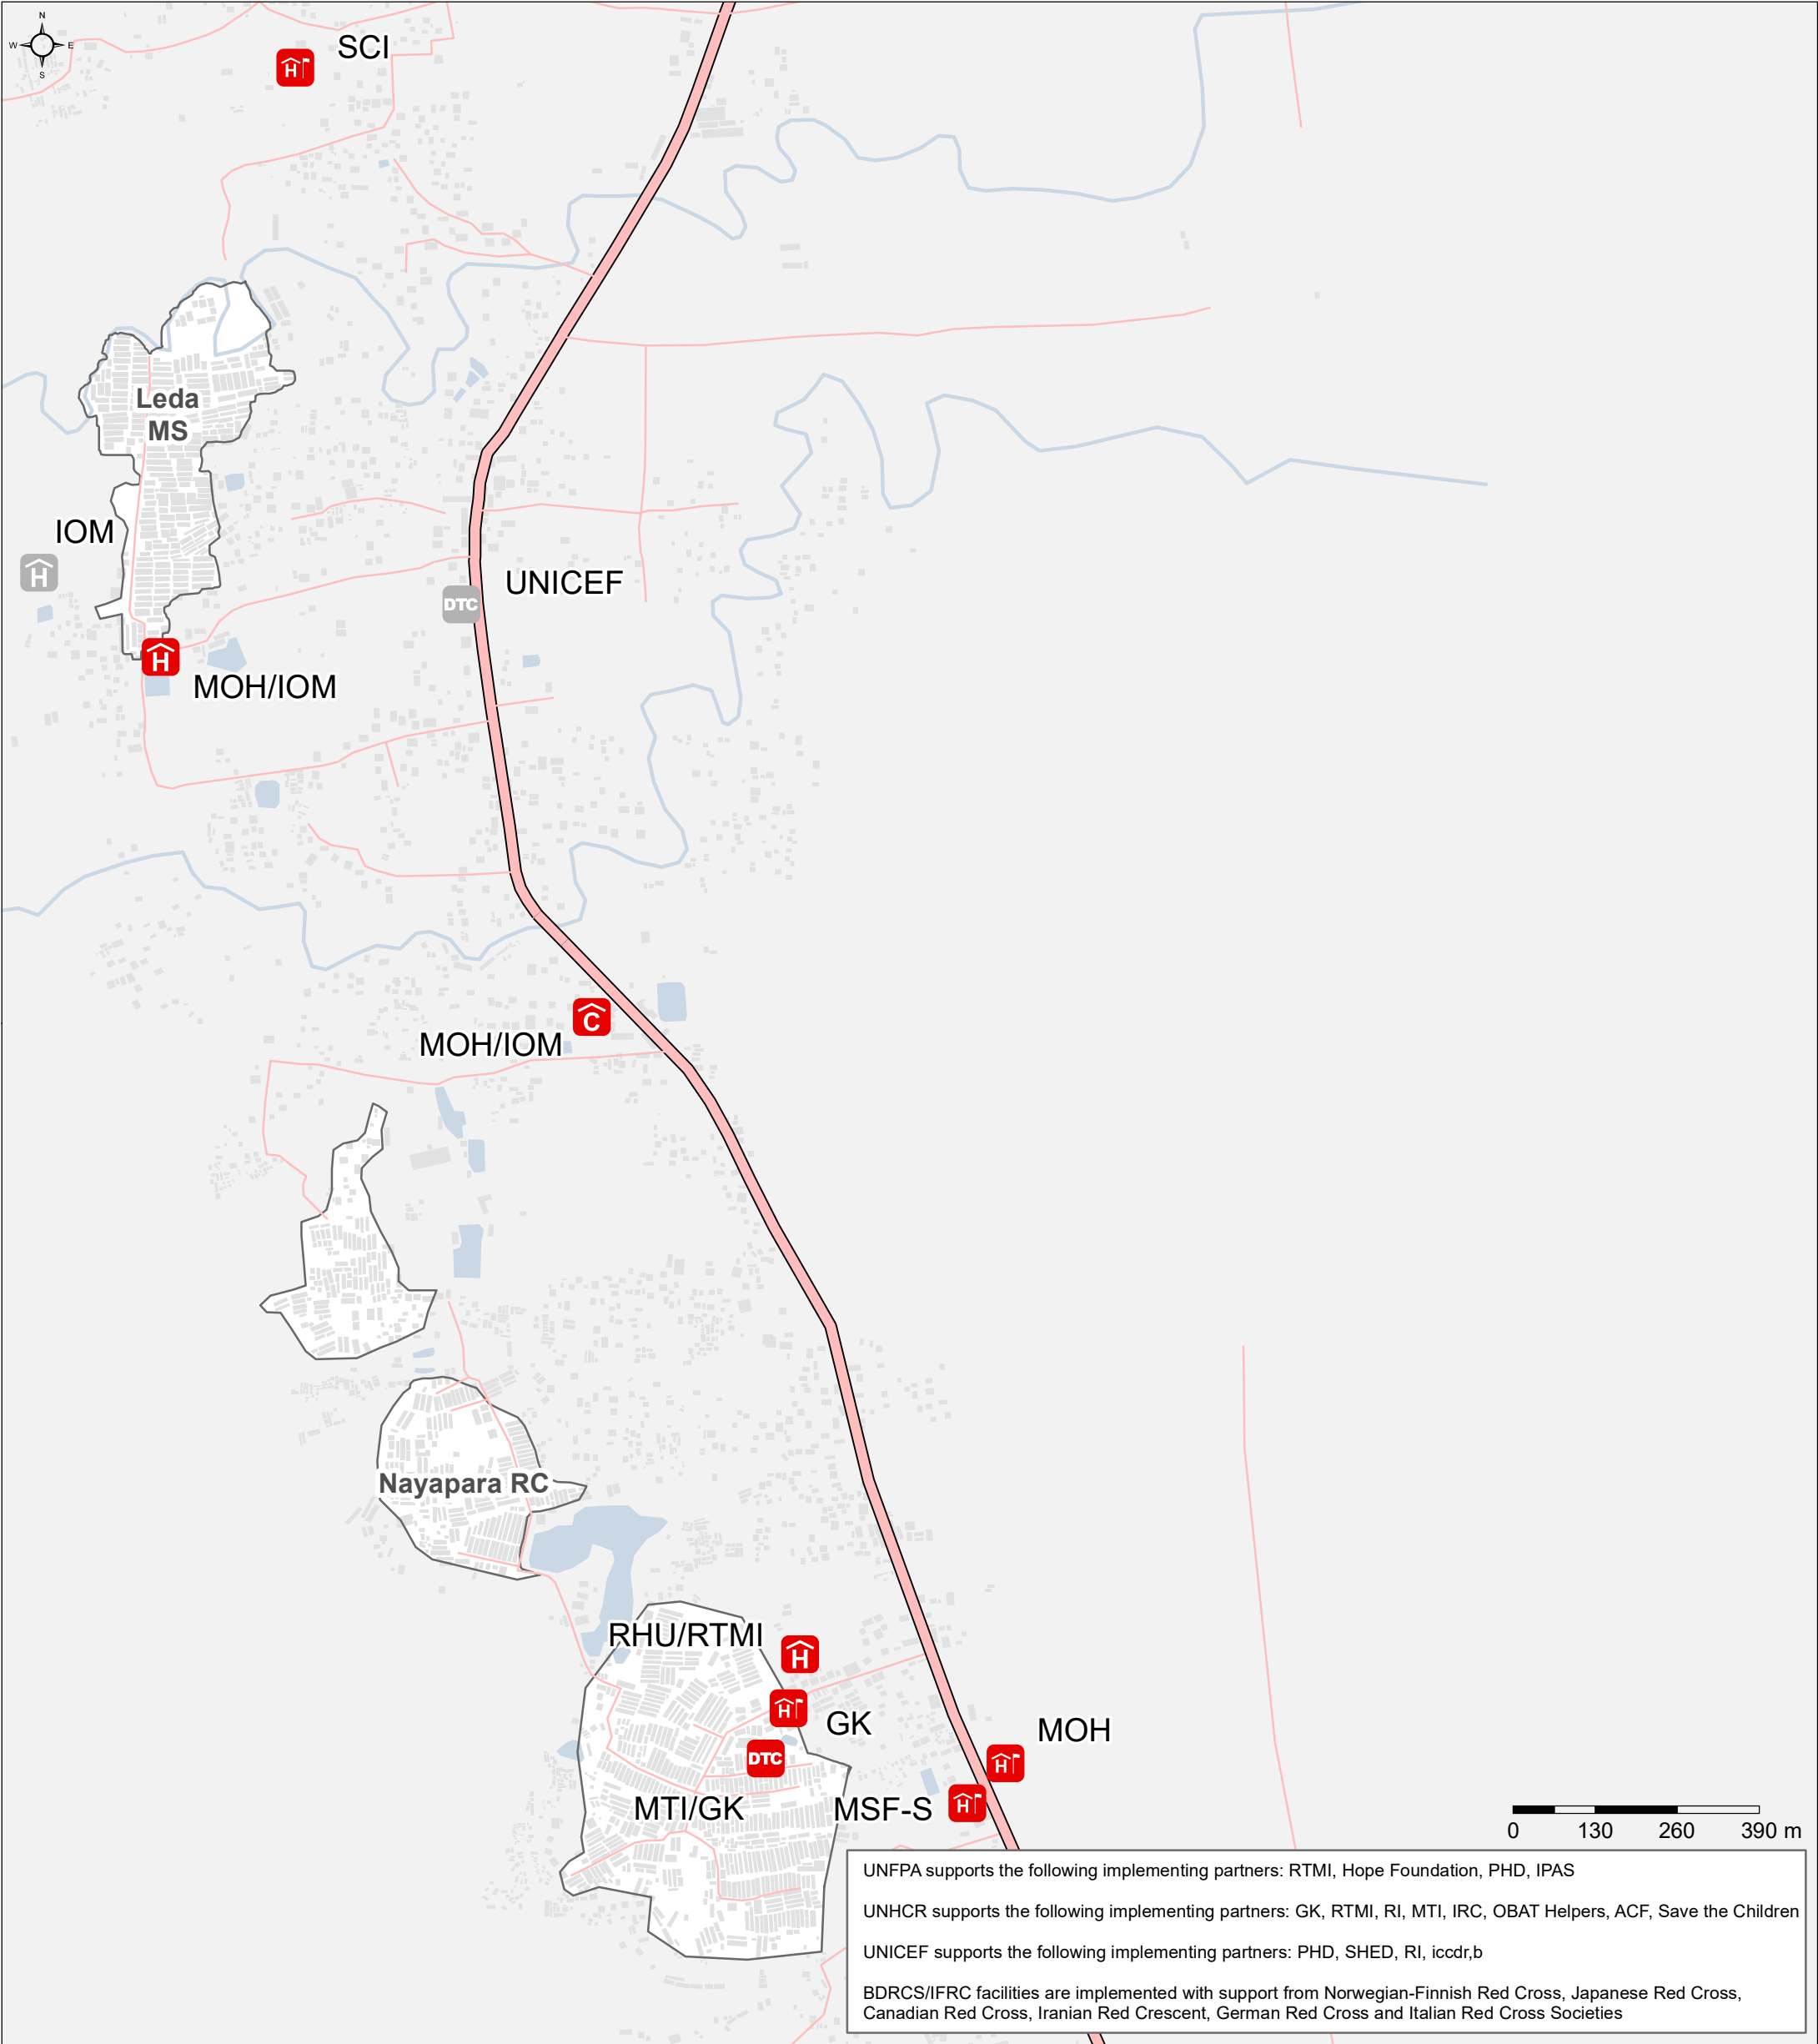 N
W E
S
SCI
H
Leda
MS
IOM
H
UNICEF
DTC
H
MOH/IOM
C
MOH/IOM
Nayapara RC
RHU/RTMI
H
H
GK
MOH
DTC
H
MTI/GK
MSF-S
H
0 130 260 390 m
UNFPA supports the following implementing partners: RTMI, Hope Foundation, PHD, IPAS
UNHCR supports the following implementing partners: GK, RTMI, RI, MTI, IRC, OBAT Helpers, ACF, Save the Children
UNICEF supports the following implementing partners: PHD, SHED, RI, iccdr,b
BDRCS/IFRC facilities are implemented with support from Norwegian-Finnish Red Cross, Japanese Red Cross,
Canadian Red Cross, Iranian Red Crescent, German Red Cross and Italian Red Cross Societies